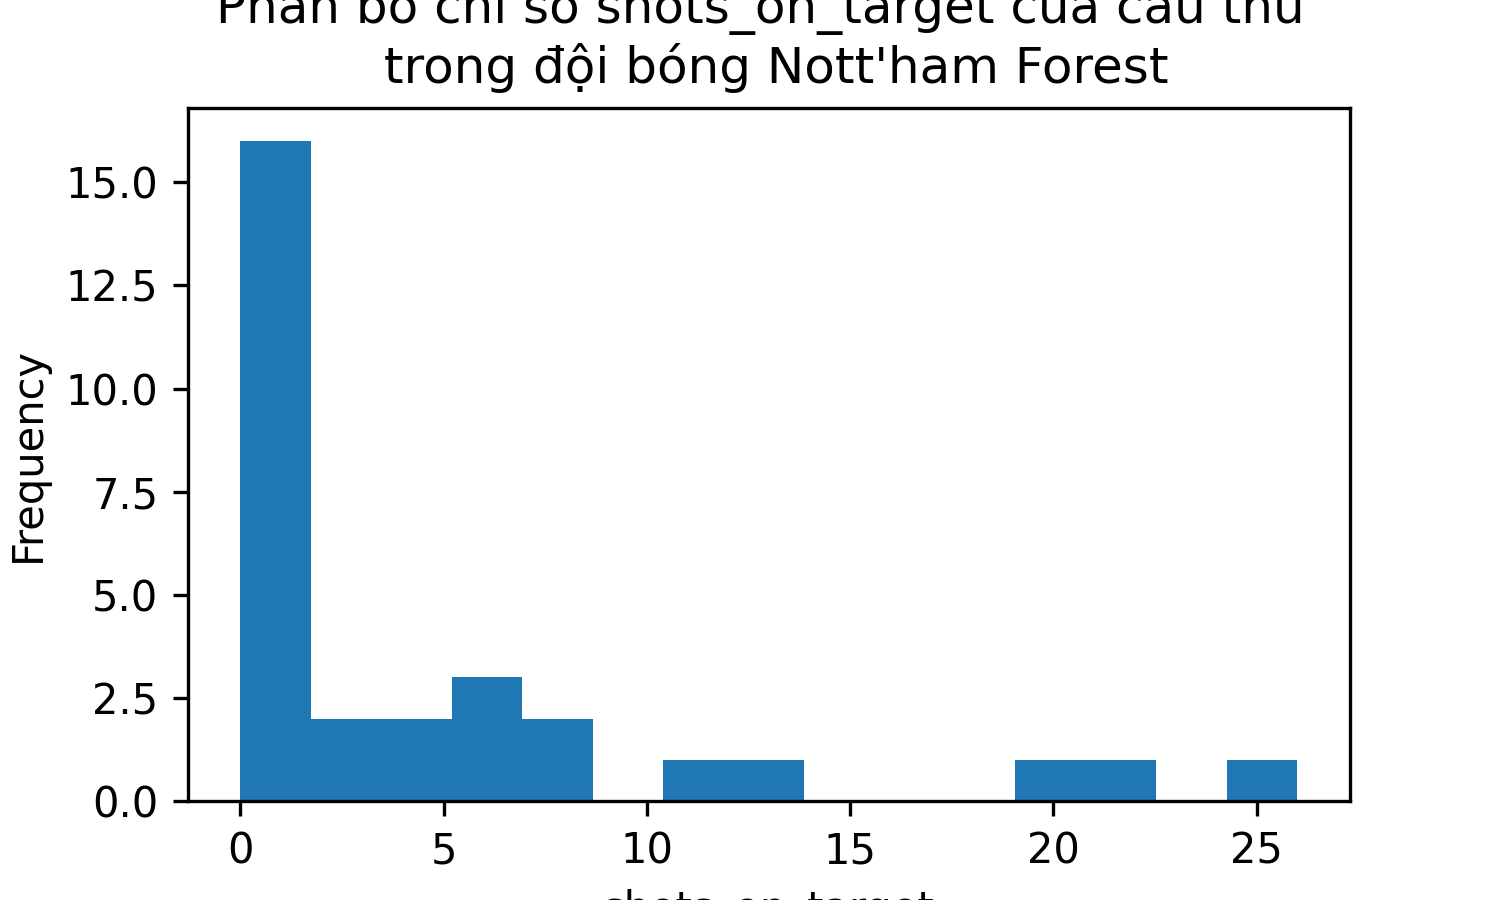 Phân bố chỉ số shots_on_target của cầu thủ
trong đội bóng Nott'ham Forest
Frequency
15.0
12.5
10.0
7.5
5.0
2.5
0.0
0 5 10 15 20 25
shots_on_target